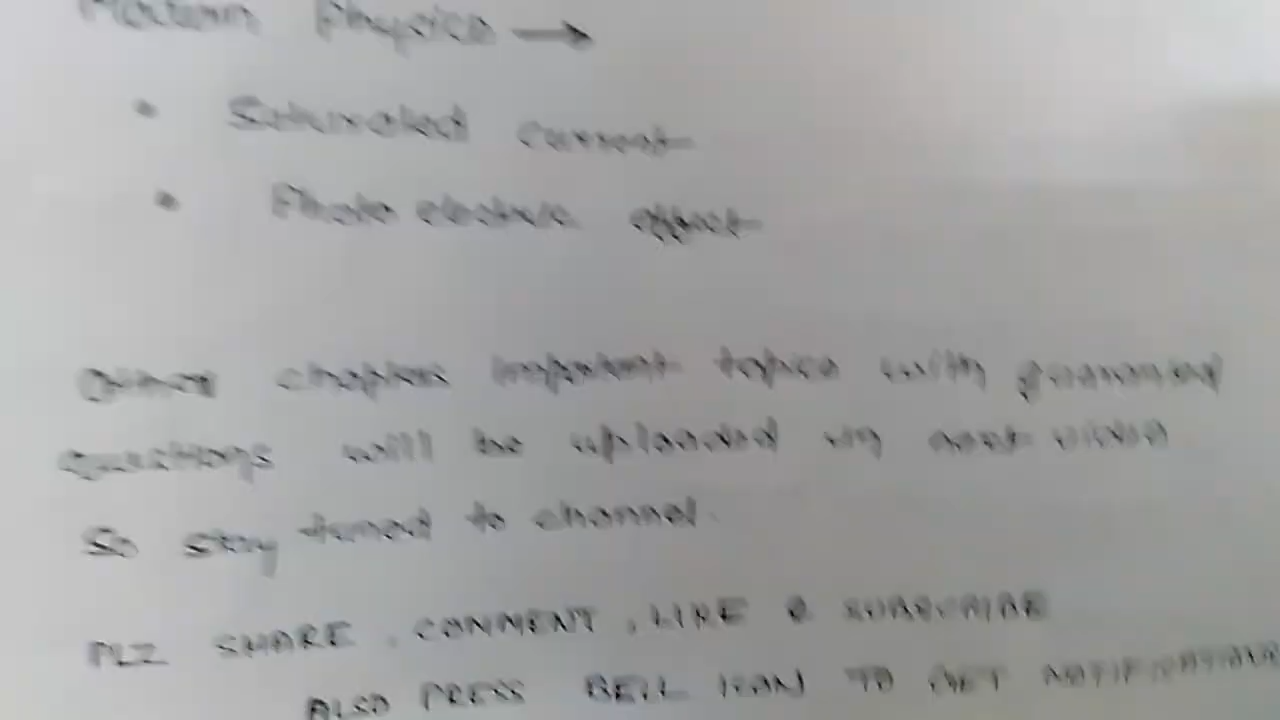 Modern Physics →
• Saturated current
• Photo electric effect
Other chapter important topics with
questions will be uploaded in next video
So stay tuned to channel.
PLZ SHARE, COMMENT, LIKE & SUBSCRIBE
ALSO PRESS BELL ICON TO GET NOTIFICATION